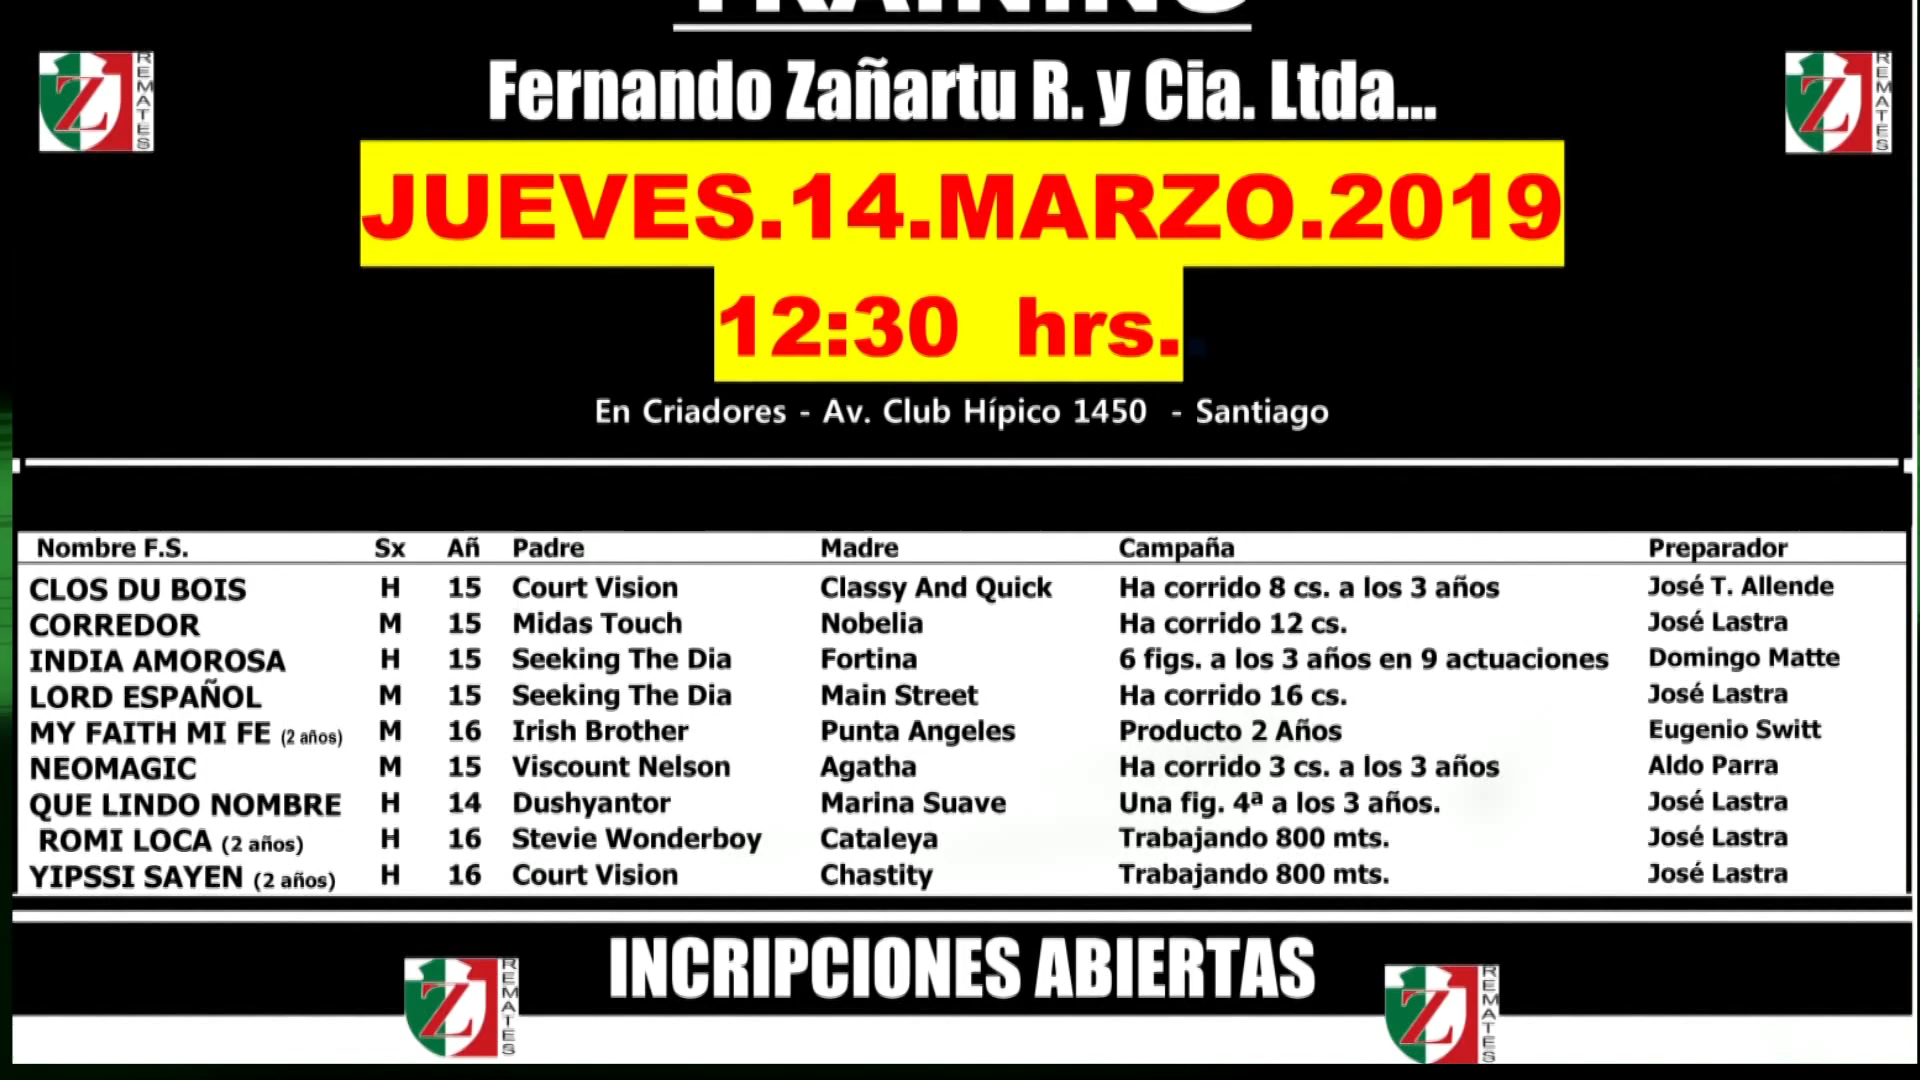 TRAINING
Fernando Zañartu R. y Cia. Ltda...
REMATES
REMATES
JUEVES.14.MARZO.2019
12:30 hrs..
En Criadores - Av. Club Hípico 1450 - Santiago
Nombre F.S. Sx Añ Padre Madre Campaña Preparador
CLOS DU BOIS H 15 Court Vision Classy And Quick Ha corrido 8 cs. a los 3 años José T. Allende
CORREDOR M 15 Midas Touch Nobelia Ha corrido 12 cs. José Lastra
INDIA AMOROSA H 15 Seeking The Dia Fortina 6 figs. a los 3 años en 9 actuaciones Domingo Matte
LORD ESPAÑOL M 15 Seeking The Dia Main Street Ha corrido 16 cs. José Lastra
MY FAITH MI FE (2 años) M 16 Irish Brother Punta Angeles Producto 2 Años Eugenio Switt
NEOMAGIC M 15 Viscount Nelson Agatha Ha corrido 3 cs. a los 3 años Aldo Parra
QUE LINDO NOMBRE H 14 Dushyantor Marina Suave Una fig. 4ª a los 3 años. José Lastra
ROMI LOCA (2 años) H 16 Stevie Wonderboy Cataleya Trabajando 800 mts. José Lastra
YIPSSI SAYEN (2 años) H 16 Court Vision Chastity Trabajando 800 mts. José Lastra
INCRIPCIONES ABIERTAS
Z REMATES
Z REMATES